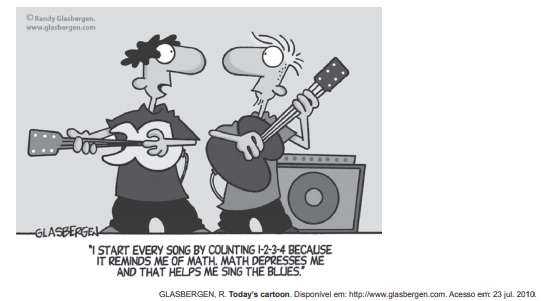 © Randy Glasbergen.
www.glasbergen.com
GLASBERGEN
"I START EVERY SONG BY COUNTING 1-2-3-4 BECAUSE
IT REMINDS ME OF MATH. MATH DEPRESSES ME
AND THAT HELPS ME SING THE BLUES."
GLASBERGEN, R. Today's cartoon. Disponível em: http://www.glasbergen.com. Acesso em: 23 jul. 2010.